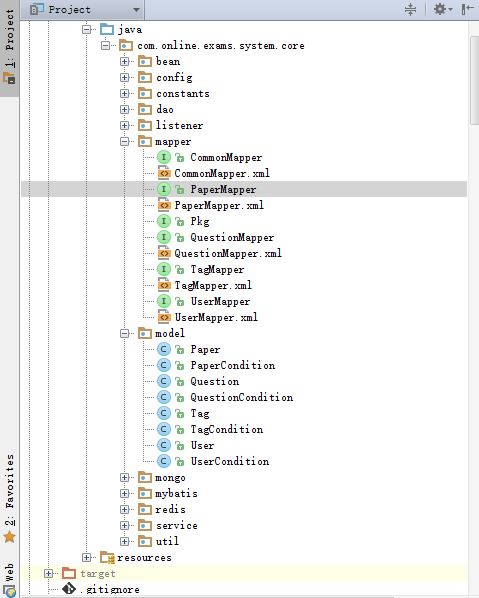 Project
1: Project
java
com.online.exams.system.core
bean
config
constants
dao
listener
mapper
I CommonMapper
CommonMapper.xml
I PaperMapper
PaperMapper.xml
I Pkg
I QuestionMapper
QuestionMapper.xml
I TagMapper
TagMapper.xml
I UserMapper
UserMapper.xml
model
C Paper
C PaperCondition
C Question
C QuestionCondition
C Tag
C TagCondition
C User
C UserCondition
mongo
mybatis
redis
service
util
resources
target
.gitignore
2: Favorites
Web